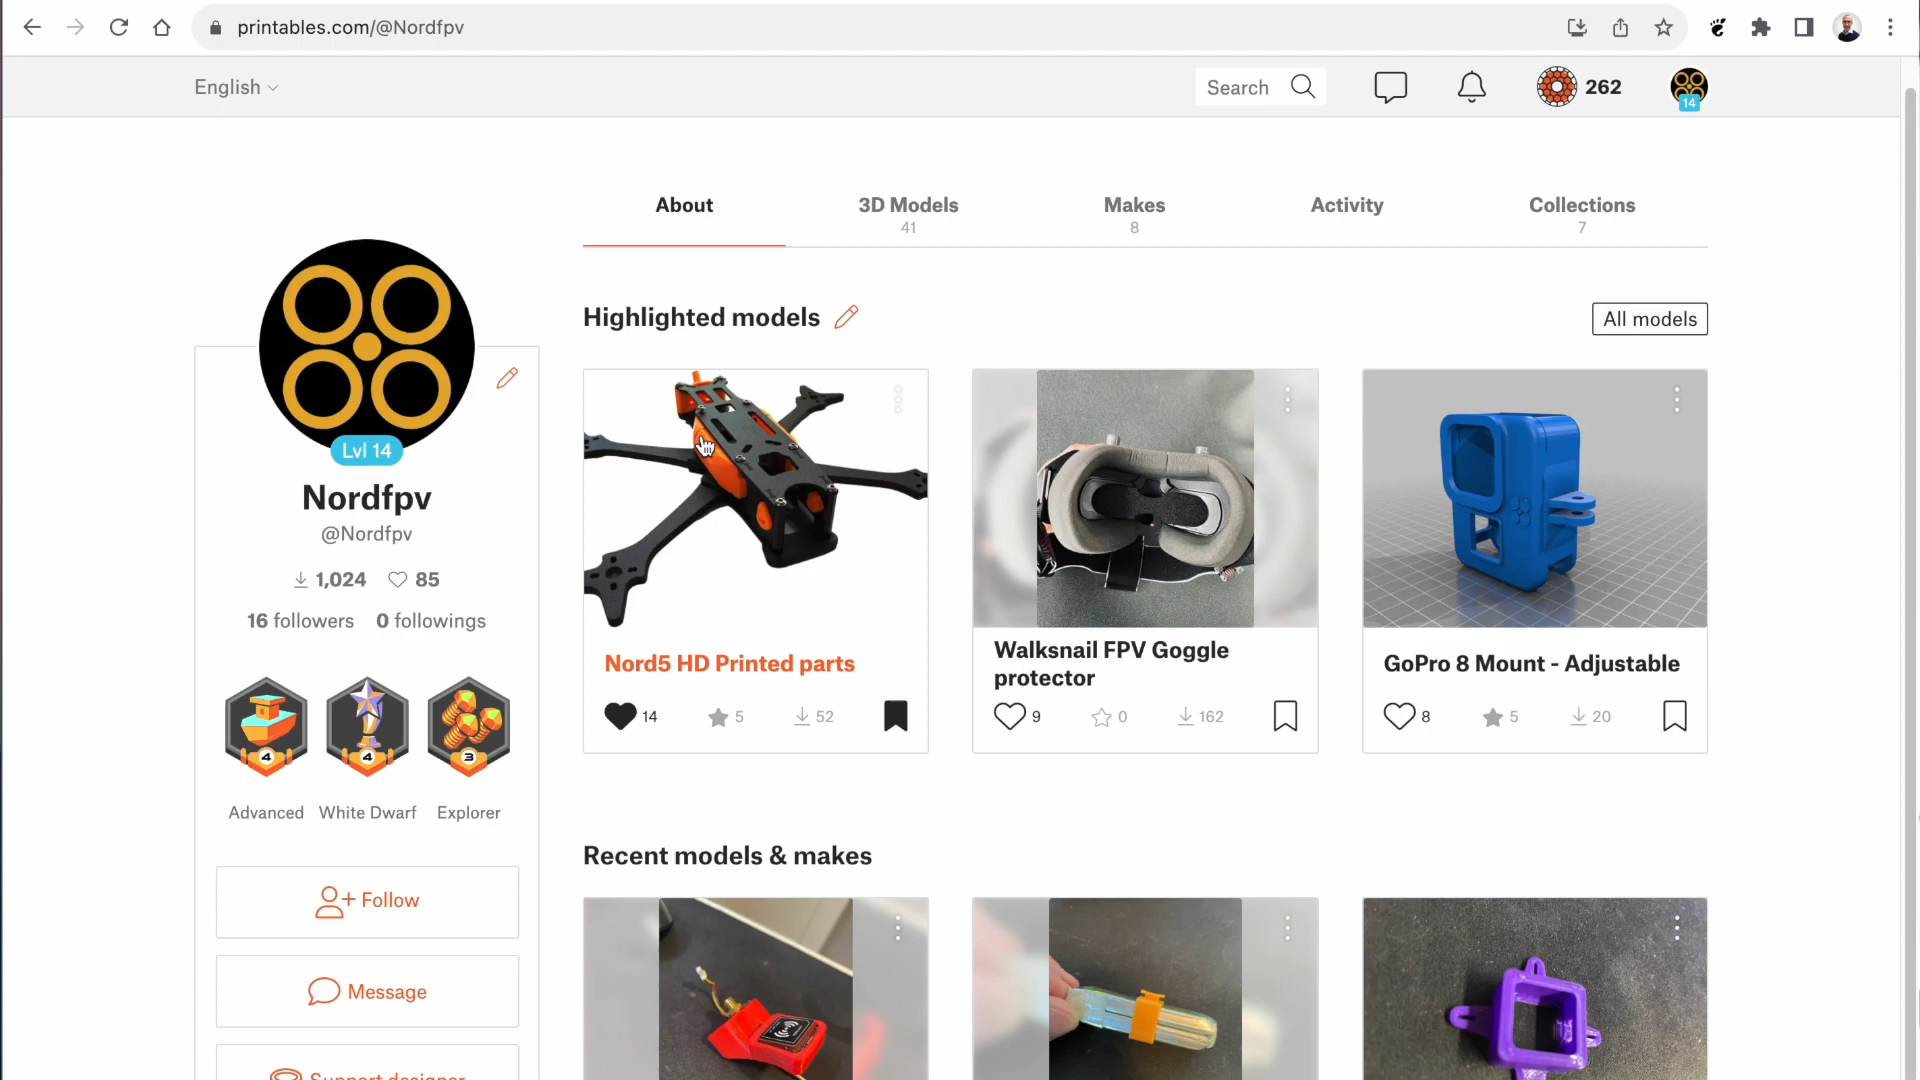 printables.com/@Nordfpv
English
Search
262
14
About
3D Models
41
Makes
8
Activity
Collections
7
Highlighted models
All models
Lvl 14
Nordfpv
@Nordfpv
1,024
85
16 followers
0 followings
4
4
3
Advanced
White Dwarf
Explorer
Follow
Message
Support designer
Nord5 HD Printed parts
14
5
52
Walksnail FPV Goggle
protector
9
0
162
GoPro 8 Mount - Adjustable
8
5
20
Recent models & makes